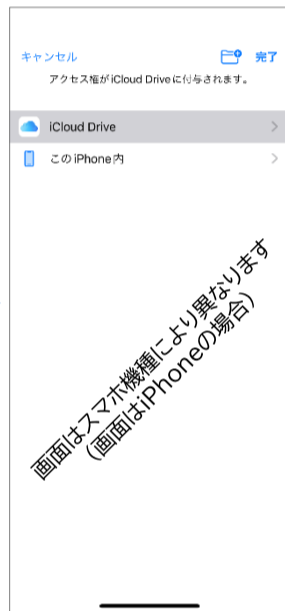 キャンセル
完了
アクセス権がiCloud Driveに付与されます。
iCloud Drive
このiPhone内
画面はスマホ機種により異なります
(画面はiPhoneの場合)